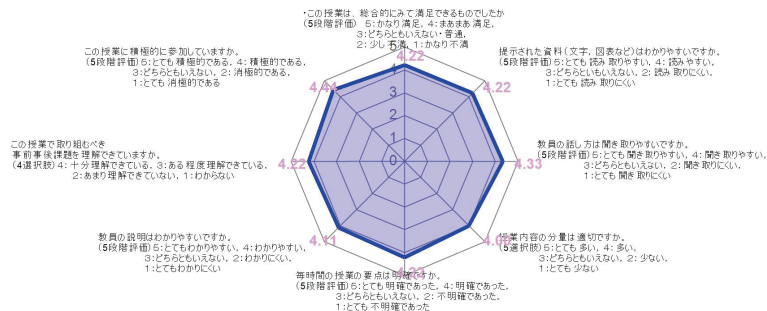 ・この授業は、総合的にみて満足できるものでしたか
(5段階評価) 5:かなり満足, 4:まあまあ満足,
3:どちらともいえない・普通,
2:少し不満, 1:かなり不満
4.22
提示された資料(文字, 図表など)はわかりやすいですか。
(5段階評価) 5:とても 読み 取りやすい, 4: 読みやすい,
3:どちらともいえない, 2: 読み 取りにくい,
1:とても 読み 取りにくい
4.22
教員の話し方は聞き取りやすいですか。
(5段階評価) 5:とても 聞き取りやすい, 4: 聞き取りやすい,
3:どちらともいえない, 2: 聞き取りにくい,
1:とても 聞き取りにくい
4.33
授業内容の分量は適切ですか。
(5選択肢) 5:とても 多い, 4: 多い,
3:どちらともいえない, 2: 少ない,
1:とても 少ない
4.00
毎時間の授業の要点は明確ですか。
(5段階評価) 5:とても 明確であった, 4: 明確であった,
3:どちらともいえない, 2: 不明確であった,
1:とても 不明確であった
教員の説明はわかりやすいですか。
(5段階評価) 5:とてもわかりやすい, 4:わかりやすい,
3:どちらともいえない, 2:わかりにくい,
1:とてもわかりにくい
4.11
この授業で取り組むべき
事前事後課題を理解できていますか。
(4選択肢) 4:十分理解できている, 3:ある程度理解できている,
2:あまり理解できていない, 1:わからない
4.22
この授業に積極的に参加していますか。
(5段階評価) 5:とても 積極的である, 4: 積極的である,
3:どちらともいえない, 2: 消極的である,
1:とても 消極的である
4.44
5
4
3
2
1
0